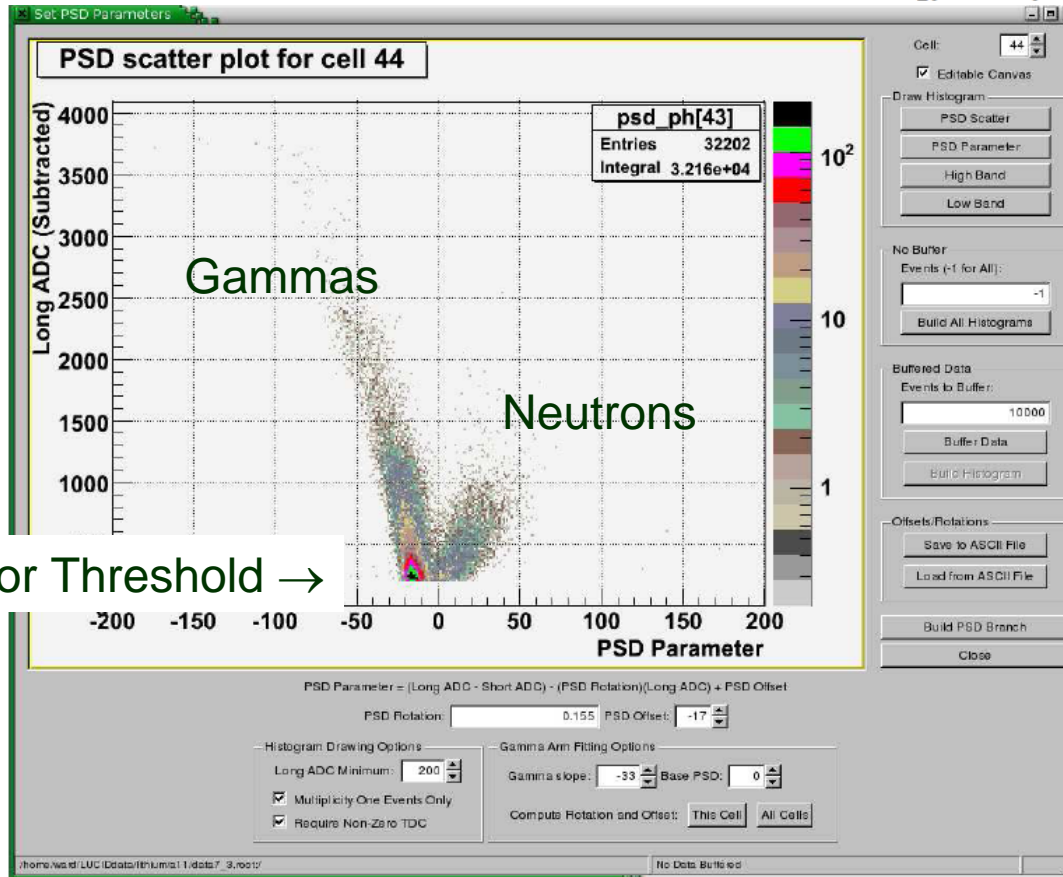 Set PSD Parameters
PSD scatter plot for cell 44
Long ADC (Subtracted)
4000
3500
3000
2500
2000
1500
1000
psd_ph[43]
Entries 32202
Integral 3.216e+04
Gammas
Neutrons
or Threshold →
10²
10
1
-200 -150 -100 -50 0 50 100 150 200
PSD Parameter
Cell: 44
Editable Canvas
Draw Histogram
PSD Scatter
PSD Parameter
High Band
Low Band
No Buffer
Events (-1 for All):
-1
Build All Histograms
Buffered Data
Events to Buffer:
10000
Buffer Data
Build Histogram
Offsets/Rotations
Save to ASCII File
Load from ASCII File
Build PSD Branch
Close
PSD Parameter = (Long ADC - Short ADC) - (PSD Rotation)(Long ADC) + PSD Offset
PSD Rotation: 0.155 PSD Offset: -17
Histogram Drawing Options
Long ADC Minimum: 200
Multiplicity One Events Only
Require Non-Zero TDC
Gamma Arm Fitting Options
Gamma slope: -33 Base PSD: 0
Compute Rotation and Offset: This Cell All Cells
No Data Buffered